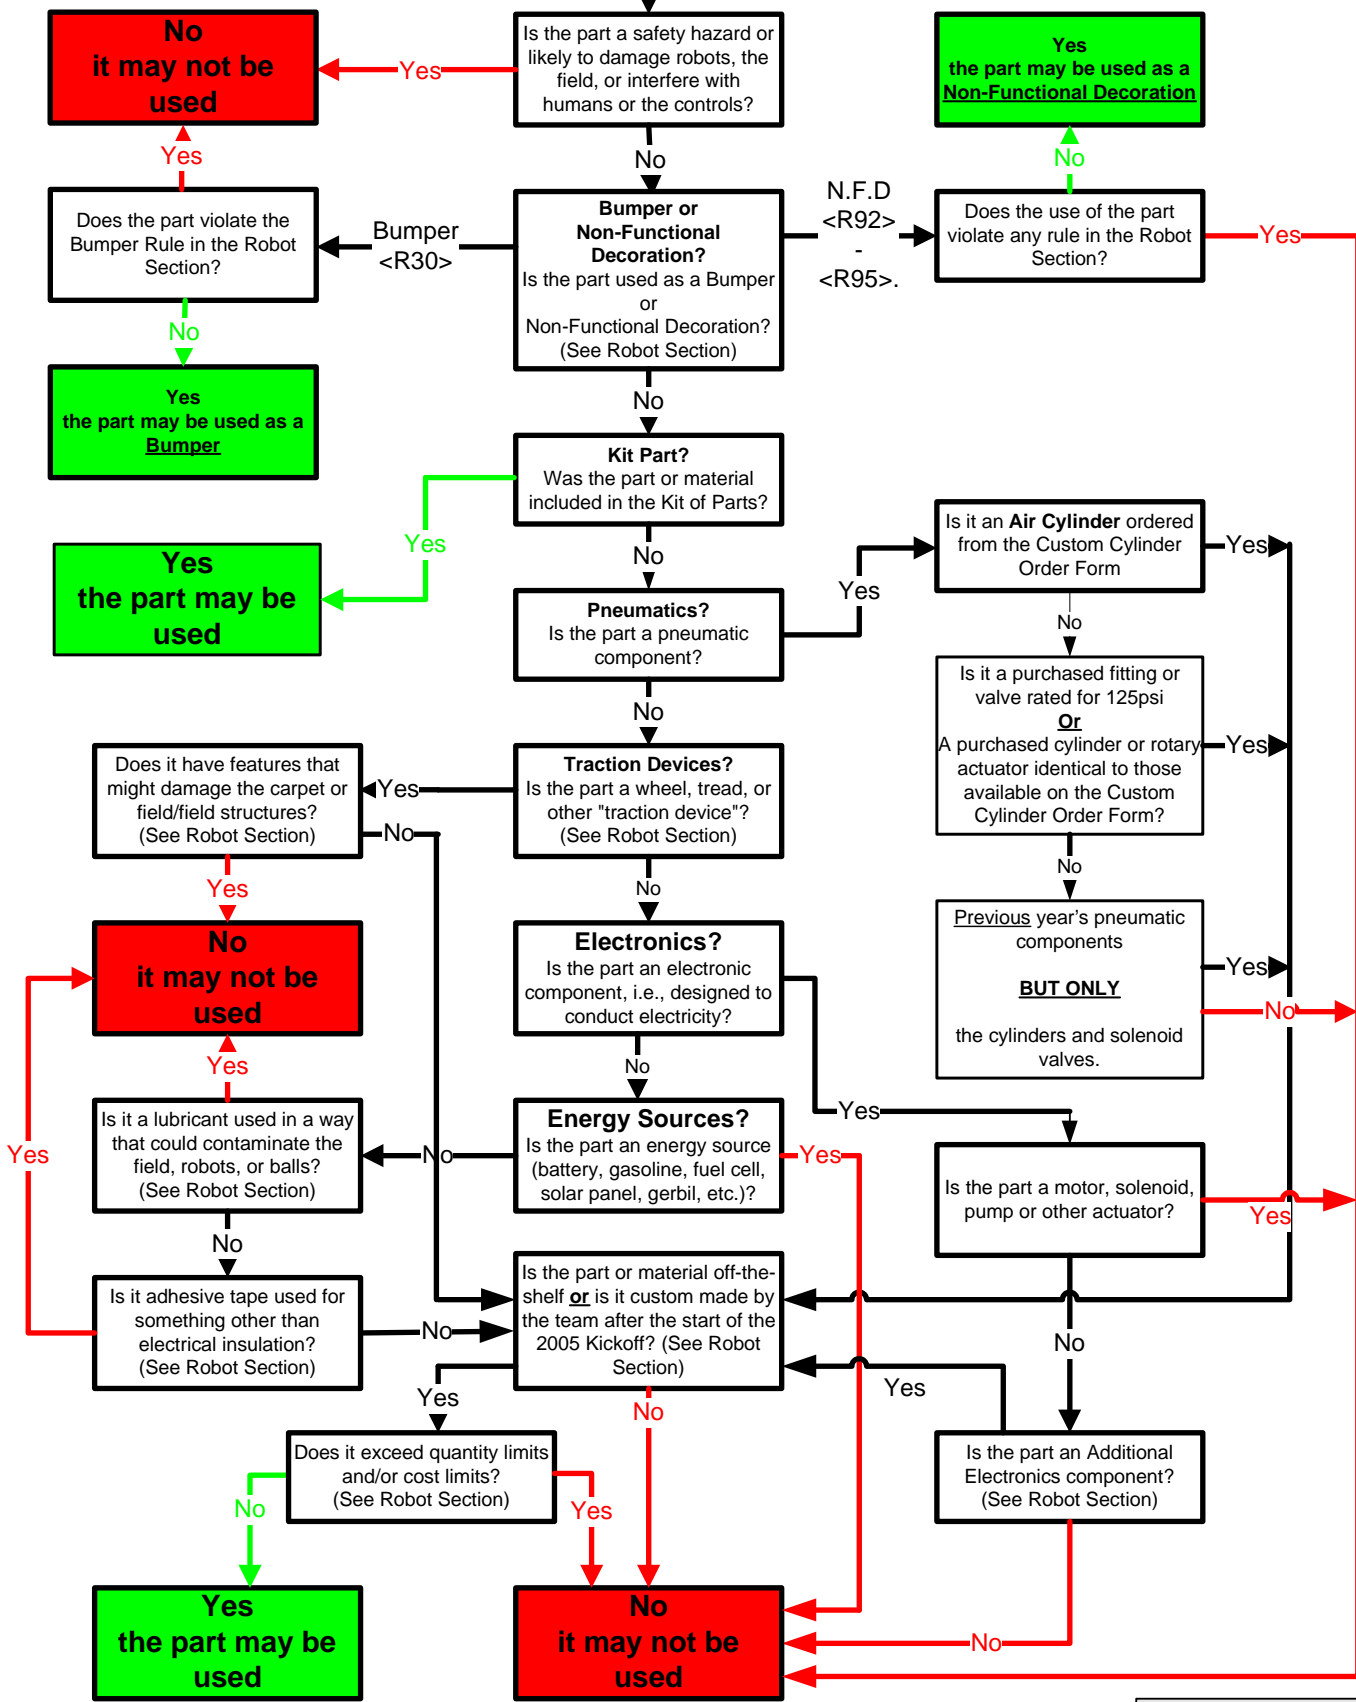 No
it may not be
used
Yes
Is the part a safety hazard or
likely to damage robots, the
field, or interfere with
humans or the controls?
Yes
the part may be used as a
Non-Functional Decoration
Yes
No
No
Does the part violate the
Bumper Rule in the Robot
Section?
Bumper
<R30>
Bumper or
Non-Functional
Decoration?
Is the part used as a Bumper
or
Non-Functional Decoration?
(See Robot Section)
N.F.D
<R92>
-
<R95>.
Does the use of the part
violate any rule in the Robot
Section?
Yes
No
Yes
the part may be used as a
Bumper
No
Kit Part?
Was the part or material
included in the Kit of Parts?
Yes
Yes
the part may be
used
No
Pneumatics?
Is the part a pneumatic
component?
Yes
Is it an Air Cylinder ordered
from the Custom Cylinder
Order Form
Yes
No
Is it a purchased fitting or
valve rated for 125psi
Or
A purchased cylinder or rotary
actuator identical to those
available on the Custom
Cylinder Order Form?
Yes
No
Previous year's pneumatic
components
BUT ONLY
the cylinders and solenoid
valves.
Yes
No
No
Traction Devices?
Is the part a wheel, tread, or
other "traction device"?
(See Robot Section)
Yes
Does it have features that
might damage the carpet or
field/field structures?
(See Robot Section)
No
Yes
No
it may not be
used
No
Electronics?
Is the part an electronic
component, i.e., designed to
conduct electricity?
Yes
No
Energy Sources?
Is the part an energy source
(battery, gasoline, fuel cell,
solar panel, gerbil, etc.)?
Yes
No
Yes
Is it a lubricant used in a way
that could contaminate the
field, robots, or balls?
(See Robot Section)
Yes
No
Is it adhesive tape used for
something other than
electrical insulation?
(See Robot Section)
No
Is the part a motor, solenoid,
pump or other actuator?
Yes
No
Is the part or material off-the-
shelf or is it custom made by
the team after the start of the
2005 Kickoff? (See Robot
Section)
Yes
Yes
No
Does it exceed quantity limits
and/or cost limits?
(See Robot Section)
No
Yes
Is the part an Additional
Electronics component?
(See Robot Section)
No
Yes
the part may be
used
No
it may not be
used